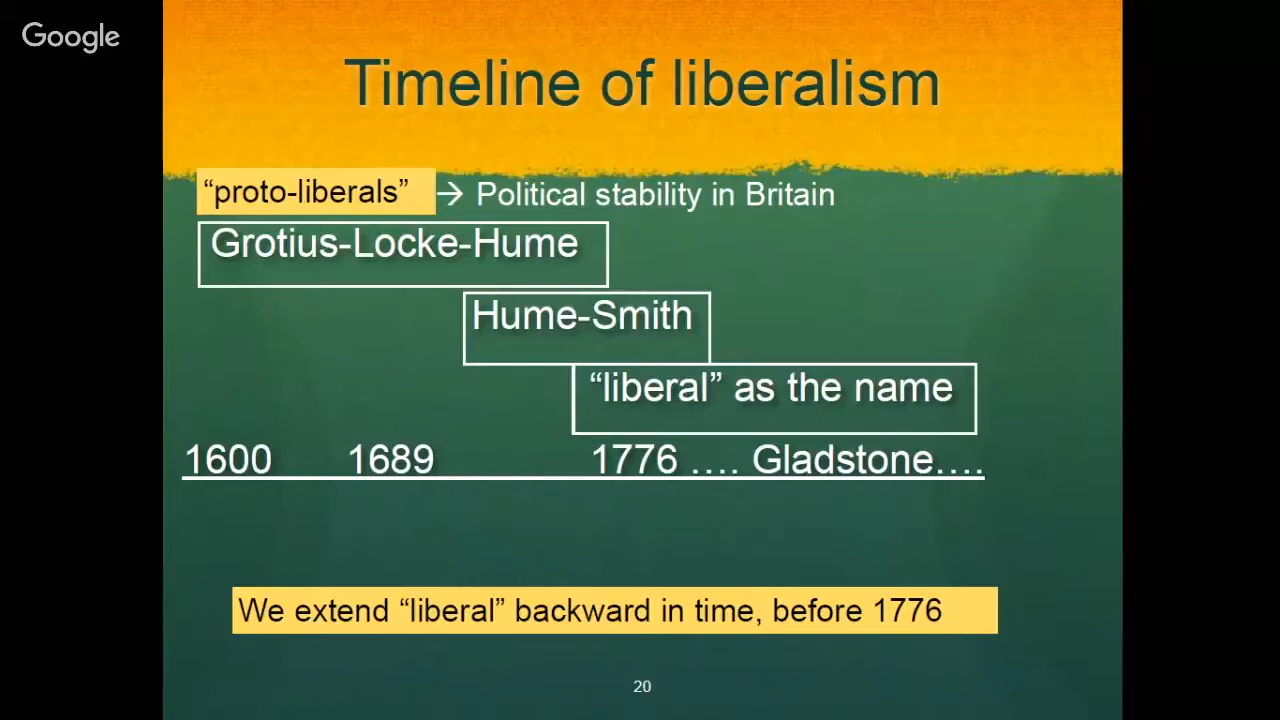 Google
Timeline of liberalism
“proto-liberals” → Political stability in Britain
Grotius-Locke-Hume
Hume-Smith
“liberal” as the name
1600 1689 1776 …. Gladstone….
We extend “liberal” backward in time, before 1776
20